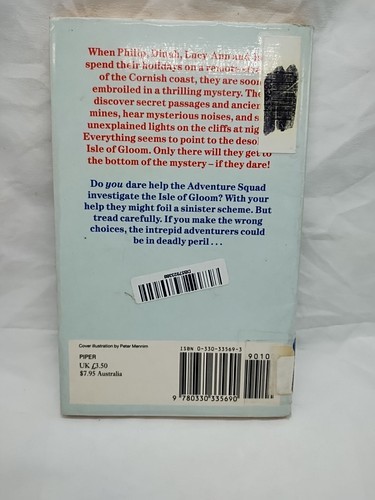 When Philip, Dinah, Lucy-Ann and
spend their holidays on a remote
of the Cornish coast, they are soon
embroiled in a thrilling mystery. The
discover secret passages and ancien
mines, hear mysterious noises, and s
unexplained lights on the cliffs at nig
Everything seems to point to the deso
Isle of Gloom. Only there will they get to
the bottom of the mystery – if they dare!
Do you dare help the Adventure Squad
investigate the Isle of Gloom? With your
help they might foil a sinister scheme. But
tread carefully. If you make the wrong
choices, the intrepid adventurers could
be in deadly peril . . .
Cover illustration by Peter Mennim
PIPER
UK £3.50
$7.95 Australia
ISBN 0-330-33569-3
9010
9 780330 335690